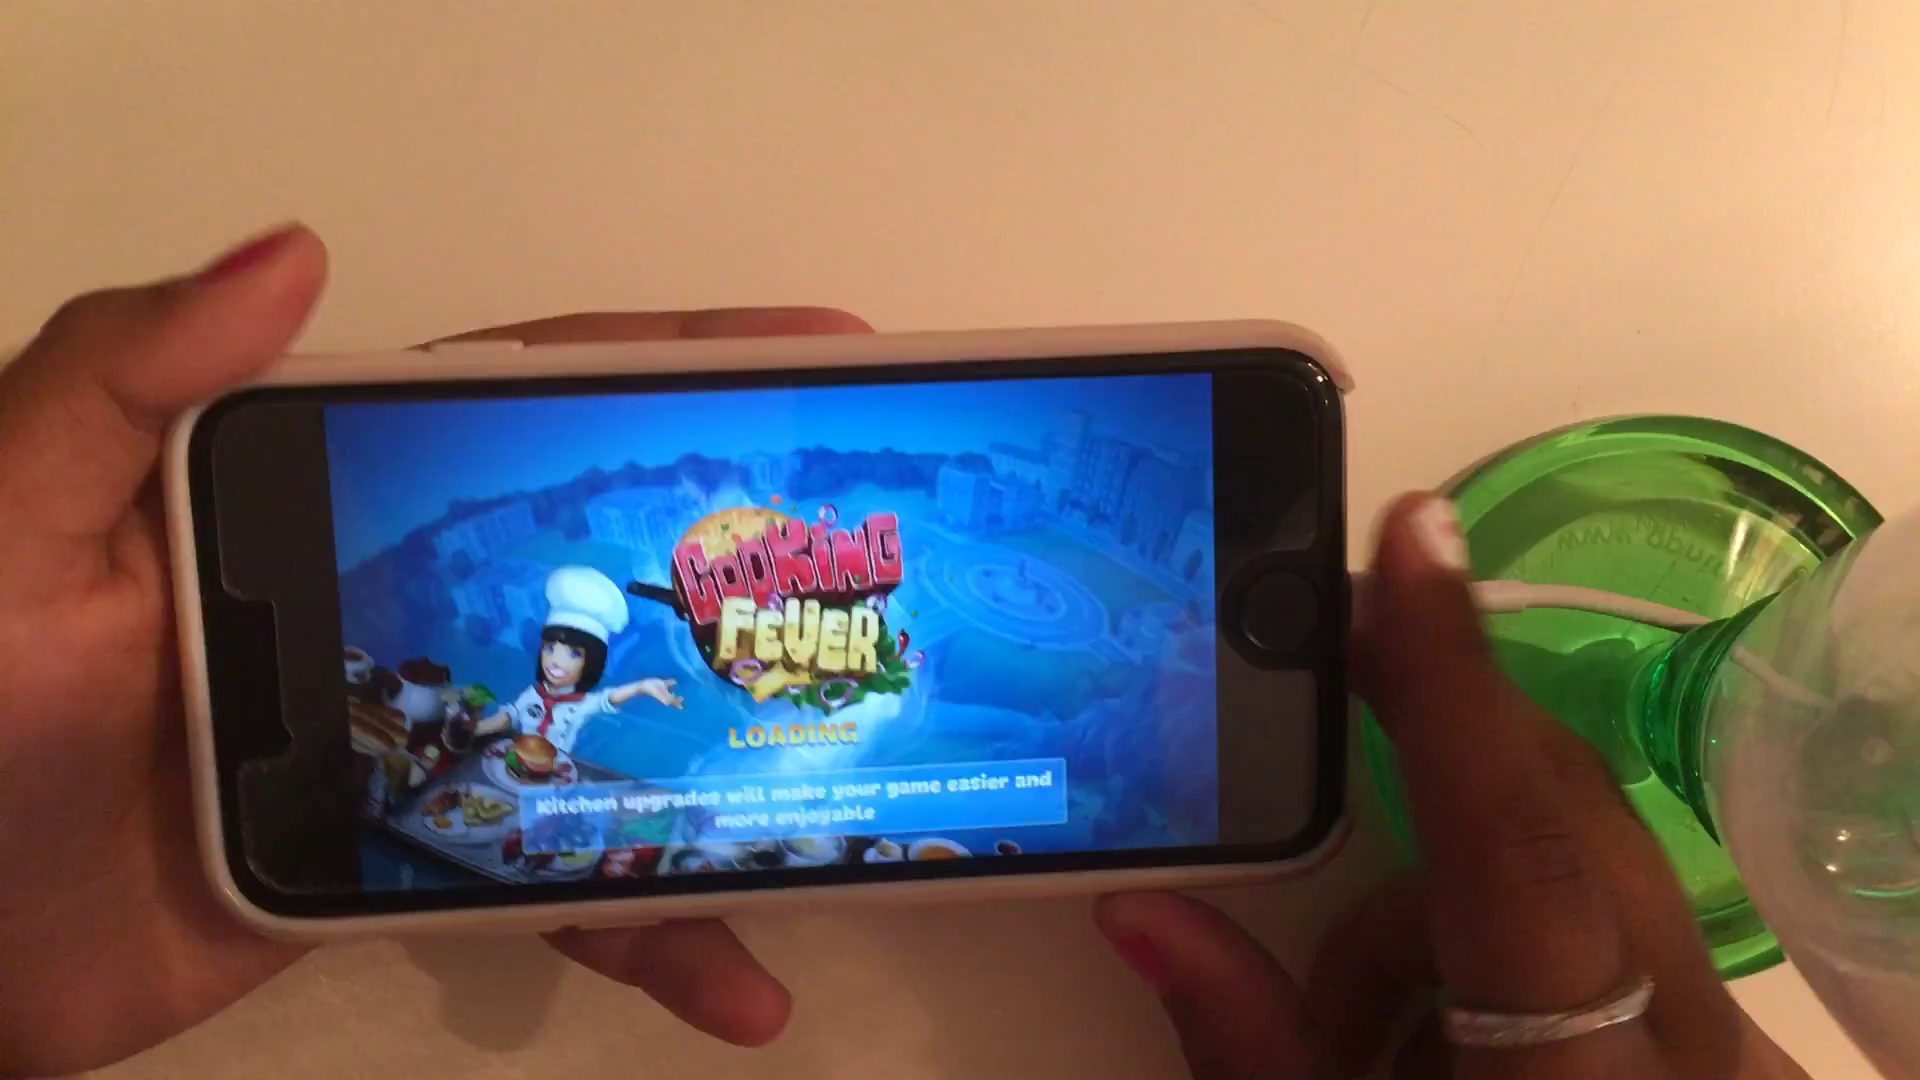 COOKING
FEVER
LOADING
Kitchen upgrades will make your game easier and
more enjoyable